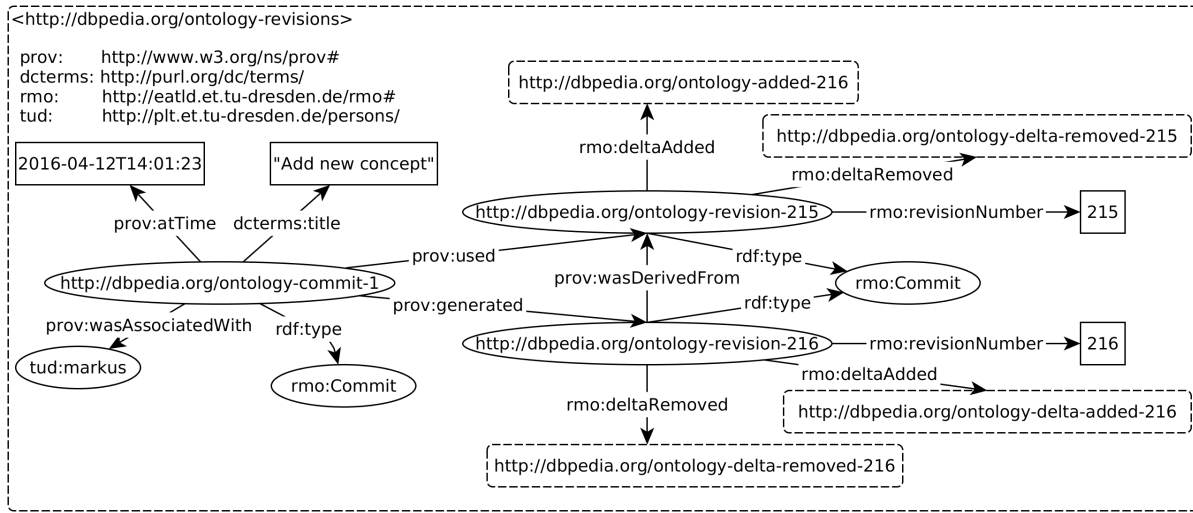 <http://dbpedia.org/ontology-revisions>
prov: http://www.w3.org/ns/prov#
dcterms: http://purl.org/dc/terms/
rmo: http://eatld.et.tu-dresden.de/rmo#
tud: http://plt.et.tu-dresden.de/persons/
http://dbpedia.org/ontology-added-216
http://dbpedia.org/ontology-delta-removed-215
rmo:deltaAdded
2016-04-12T14:01:23
"Add new concept"
rmo:deltaRemoved
prov:atTime
dcterms:title
http://dbpedia.org/ontology-revision-215
rmo:revisionNumber
215
prov:used
rdf:type
prov:wasDerivedFrom
http://dbpedia.org/ontology-commit-1
rmo:Commit
prov:generated
rdf:type
prov:wasAssociatedWith
rdf:type
http://dbpedia.org/ontology-revision-216
rmo:revisionNumber
216
tud:markus
rmo:Commit
rmo:deltaAdded
rmo:deltaRemoved
http://dbpedia.org/ontology-delta-added-216
http://dbpedia.org/ontology-delta-removed-216